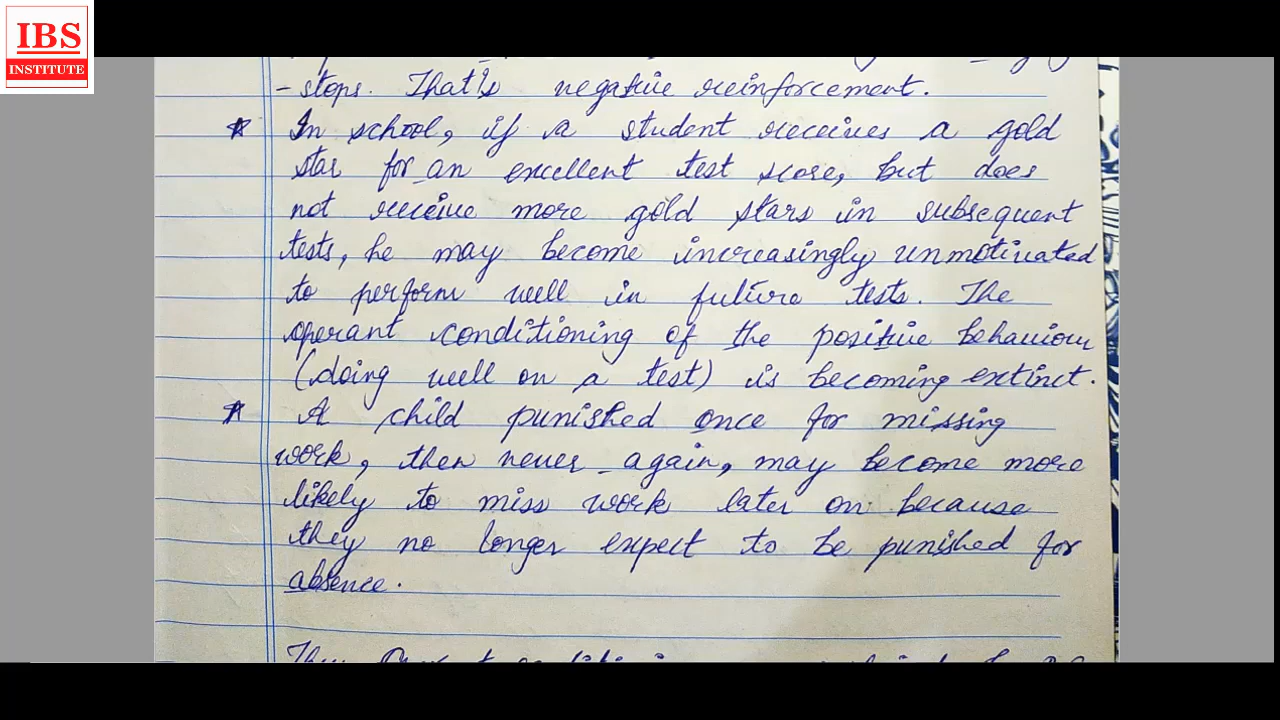 IBS
INSTITUTE
- stops. That's negative reinforcement.
* In school, if a student receives a gold
star for an excellent test score, but does
not receive more gold stars in subsequent
tests, he may become increasingly unmotivated
to perform well in future tests. The
operant conditioning of the positive behaviour
(doing well on a test) is becoming extinct.
* A child punished once for missing
work, then never again, may become more
likely to miss work later on because
they no longer expect to be punished for
absence.